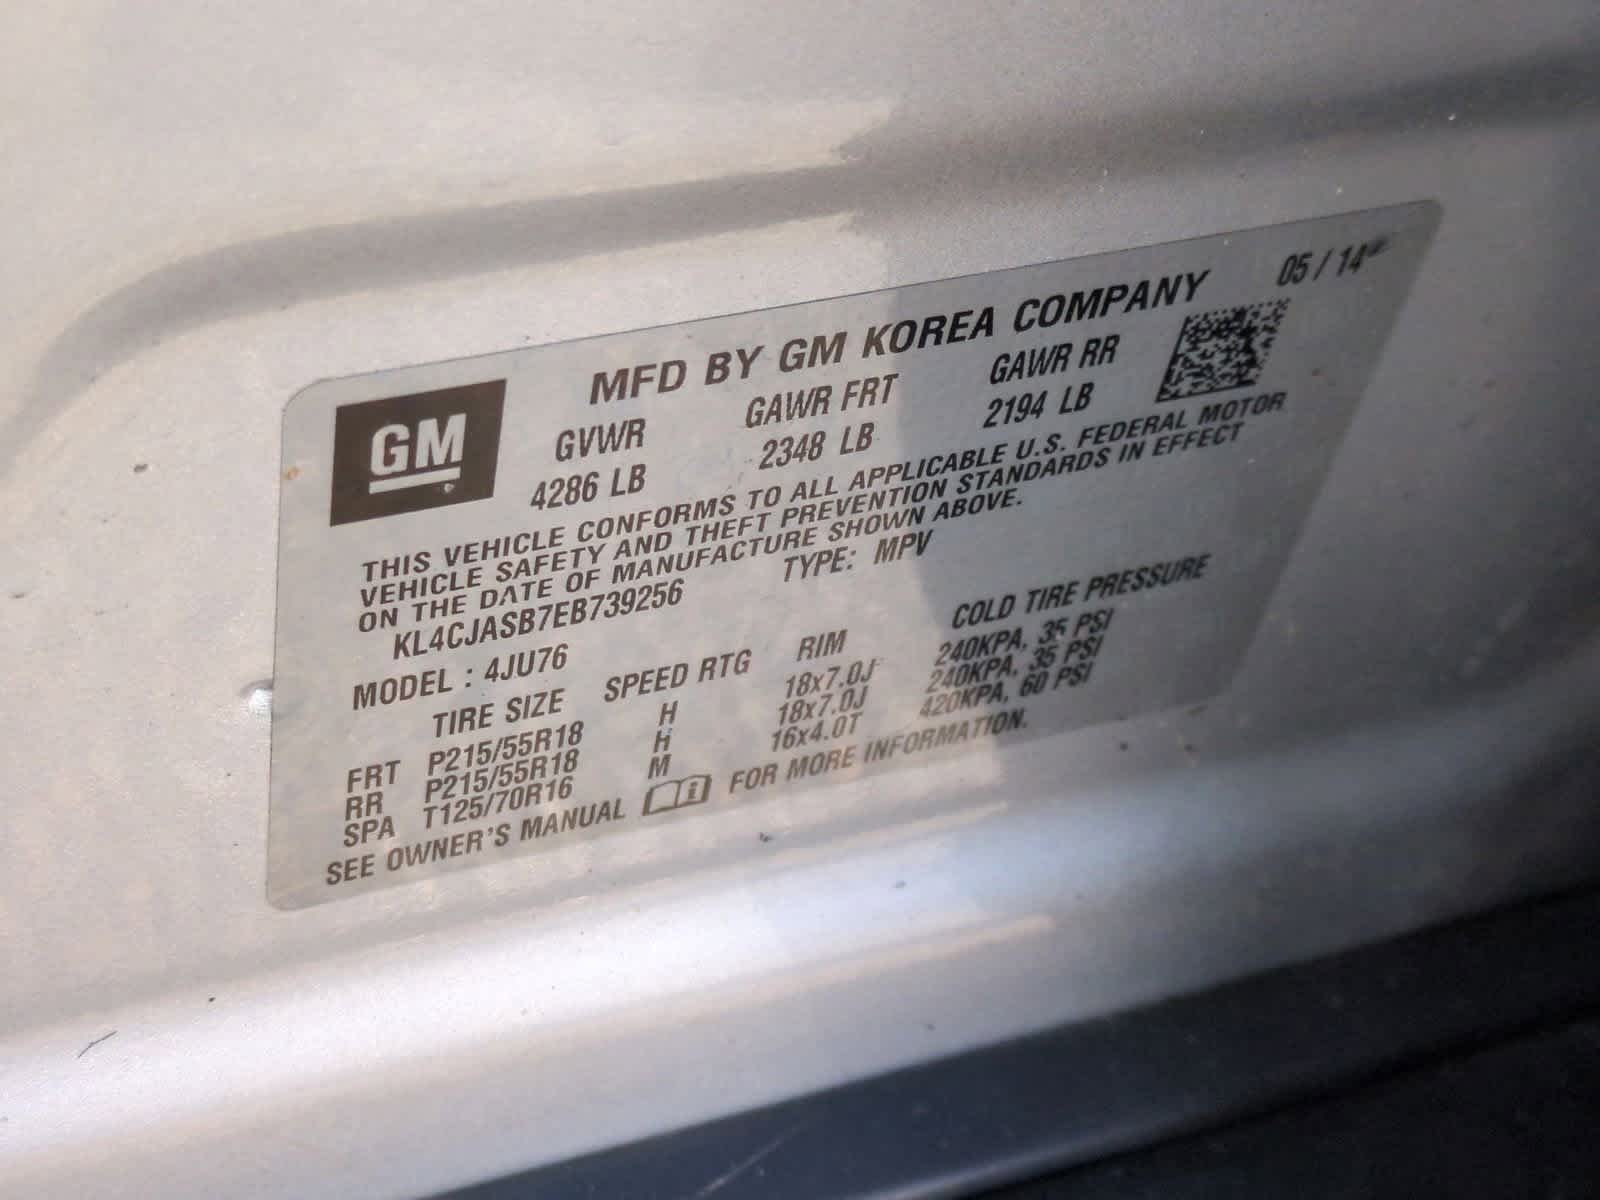 05 / 14
MFD BY GM KOREA COMPANY
GM
GVWR GAWR FRT GAWR RR
4286 LB 2348 LB 2194 LB
THIS VEHICLE CONFORMS TO ALL APPLICABLE U.S. FEDERAL MOTOR
VEHICLE SAFETY AND THEFT PREVENTION STANDARDS IN EFFECT
ON THE DATE OF MANUFACTURE SHOWN ABOVE.
KL4CJASB7EB739256 TYPE: MPV
MODEL : 4JU76
TIRE SIZE SPEED RTG RIM COLD TIRE PRESSURE
FRT P215/55R18 H 18x7.0J 240KPA, 35 PSI
RR P215/55R18 H 18x7.0J 240KPA, 35 PSI
SPA T125/70R16 M 16x4.0T 420KPA, 60 PSI
SEE OWNER'S MANUAL FOR MORE INFORMATION.